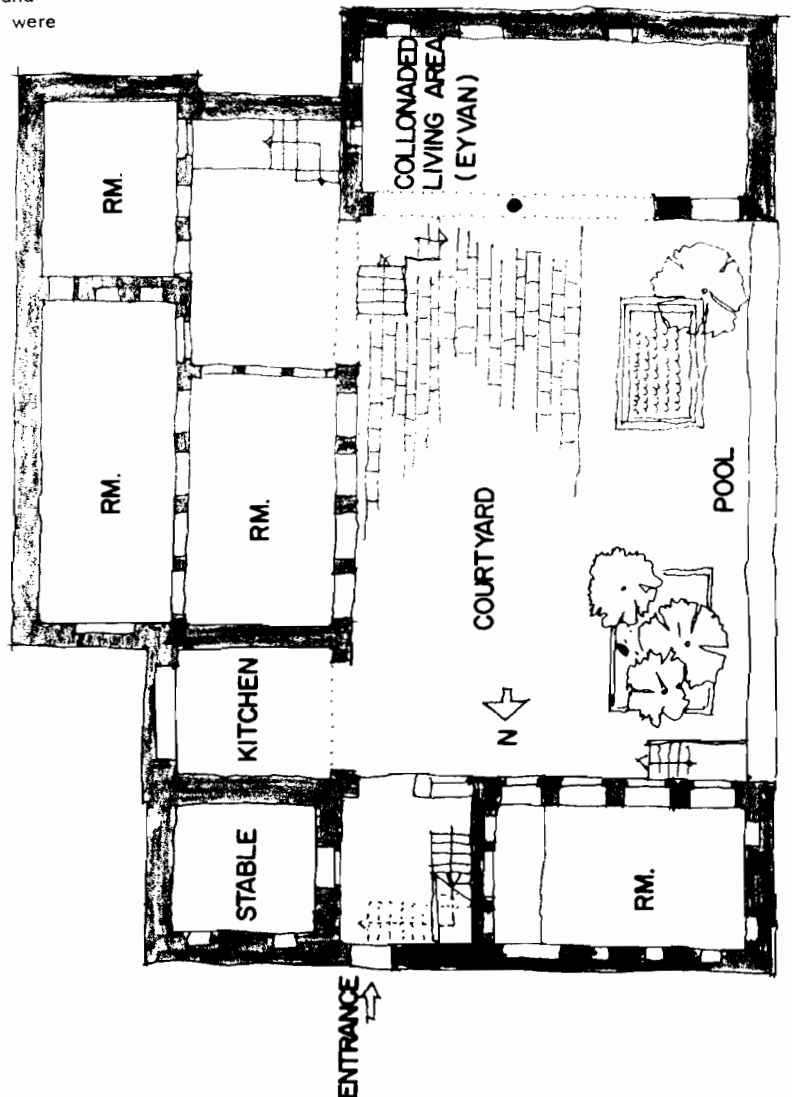 and
were
COLLONADED
LIVING AREA
(EYVAN)
RM.
RM.
RM.
COURTYARD
POOL
KITCHEN
N
STABLE
RM.
ENTRANCE